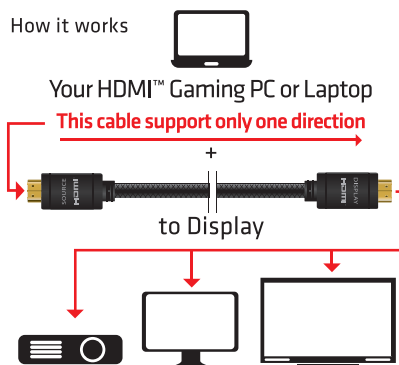 How it works
Your HDMI™ Gaming PC or Laptop
This cable support only one direction
+
SOURCE
HDMI
DISPLAY
HDMI
to Display